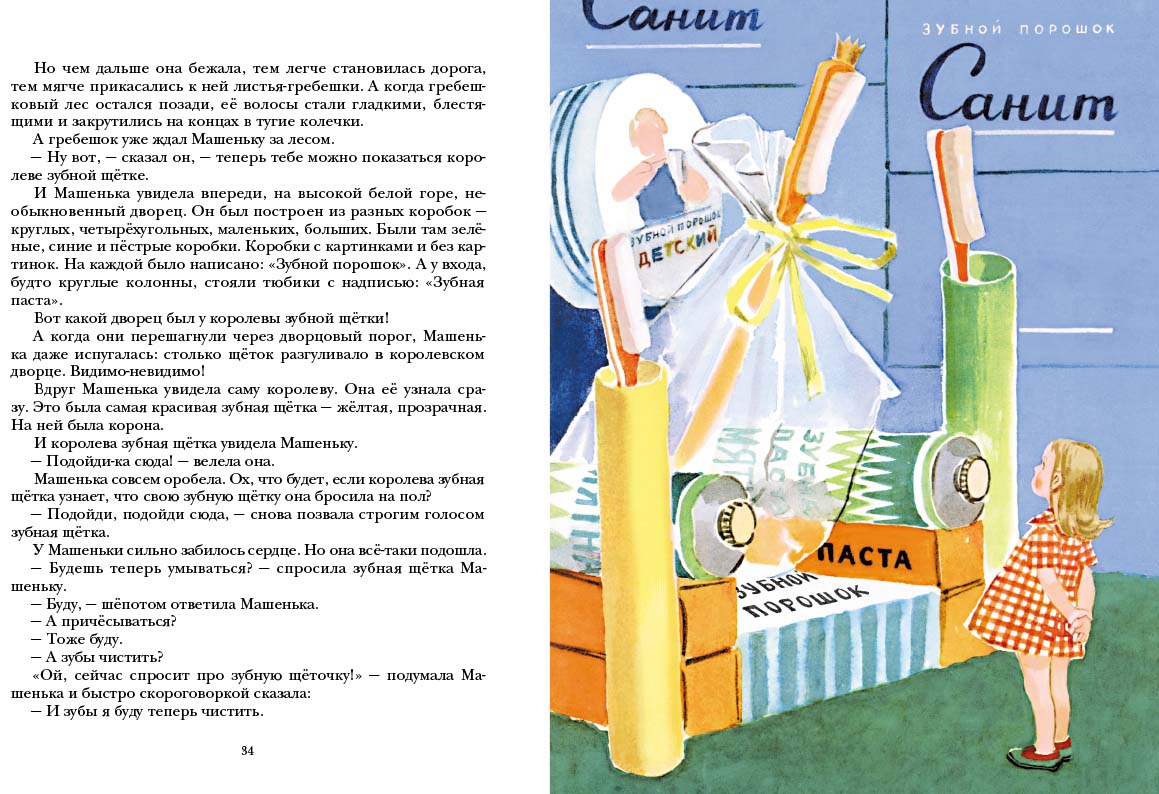 Но чем дальше она бежала, тем легче становилась дорога,
тем мягче прикасались к ней листья-гребешки. А когда гребеш-
ковый лес остался позади, её волосы стали гладкими, блестя-
щими и закрутились на концах в тугие колечки.
А гребешок уже ждал Машеньку за лесом.
— Ну вот, — сказал он, — теперь тебе можно показаться коро-
леве зубной щётке.
И Машенька увидела впереди, на высокой белой горе, не-
обыкновенный дворец. Он был построен из разных коробок —
круглых, четырёхугольных, маленьких, больших. Были там зелё-
ные, синие и пёстрые коробки. Коробки с картинками и без кар-
тинок. На каждой было написано: «Зубной порошок». А у входа,
будто круглые колонны, стояли тюбики с надписью: «Зубная
паста».
Вот какой дворец был у королевы зубной щётки!
А когда они перешагнули через дворцовый порог, Машень-
ка даже испугалась: столько щёток разгуливало в королевском
дворце. Видимо-невидимо!
Вдруг Машенька увидела саму королеву. Она её узнала сра-
зу. Это была самая красивая зубная щётка — жёлтая, прозрачная.
На ней была корона.
И королева зубная щётка увидела Машеньку.
— Подойди-ка сюда! — велела она.
Машенька совсем оробела. Ох, что будет, если королева зубная
щётка узнает, что свою зубную щётку она бросила на пол?
— Подойди, подойди сюда, — снова позвала строгим голосом
зубная щётка.
У Машеньки сильно забилось сердце. Но она всё-таки подошла.
— Будешь теперь умываться? — спросила зубная щётка Ма-
шеньку.
— Буду, — шёпотом ответила Машенька.
— А причёсываться?
— Тоже буду.
— А зубы чистить?
«Ой, сейчас спросит про зубную щёточку!» — подумала Ма-
шенька и быстро скороговоркой сказала:
— И зубы я буду теперь чистить.
34
Санит
ЗУБНОЙ ПОРОШОК
Санит
ЗУБНОЙ ПОРОШОК
ДЕТСКИЙ
ПАСТА
ЗУБНОЙ
ПОРОШОК